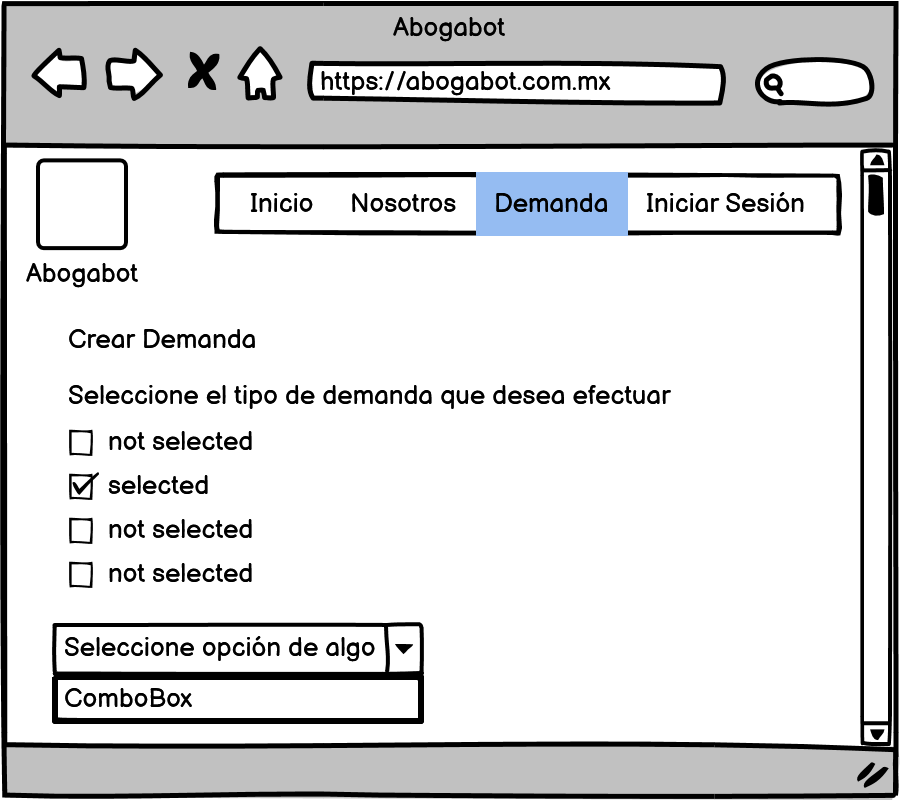 Abogabot
https://abogabot.com.mx
Inicio Nosotros Demanda Iniciar Sesión
Abogabot
Crear Demanda
Seleccione el tipo de demanda que desea efectuar
not selected
selected
not selected
not selected
Seleccione opción de algo
ComboBox